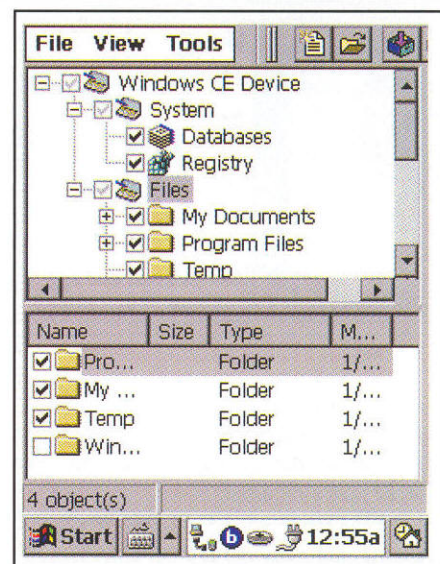 File View Tools
Windows CE Device
System
Databases
Registry
Files
My Documents
Program Files
Temp
Name Size Type M...
Pro... Folder 1/...
My ... Folder 1/...
Temp Folder 1/...
Win... Folder 1/...
4 object(s)
Start 12:55a